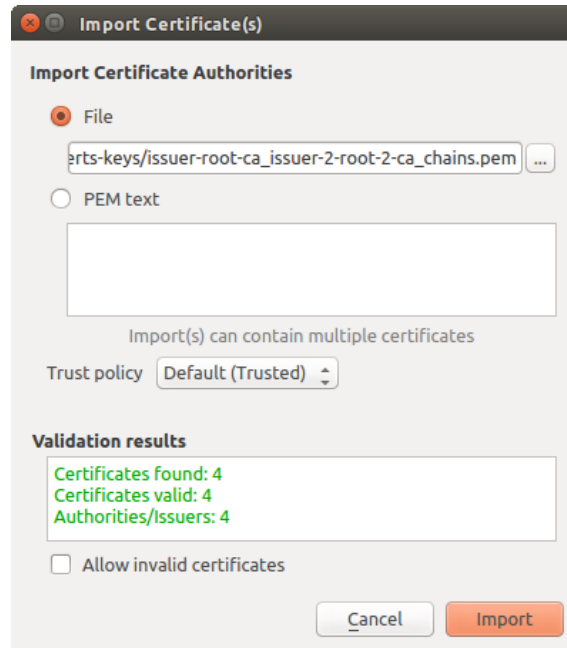 Import Certificate(s)
Import Certificate Authorities
File
erts-keys/issuer-root-ca_issuer-2-root-2-ca_chains.pem ...
PEM text
Import(s) can contain multiple certificates
Trust policy Default (Trusted)
Validation results
Certificates found: 4
Certificates valid: 4
Authorities/Issuers: 4
Allow invalid certificates
Cancel Import